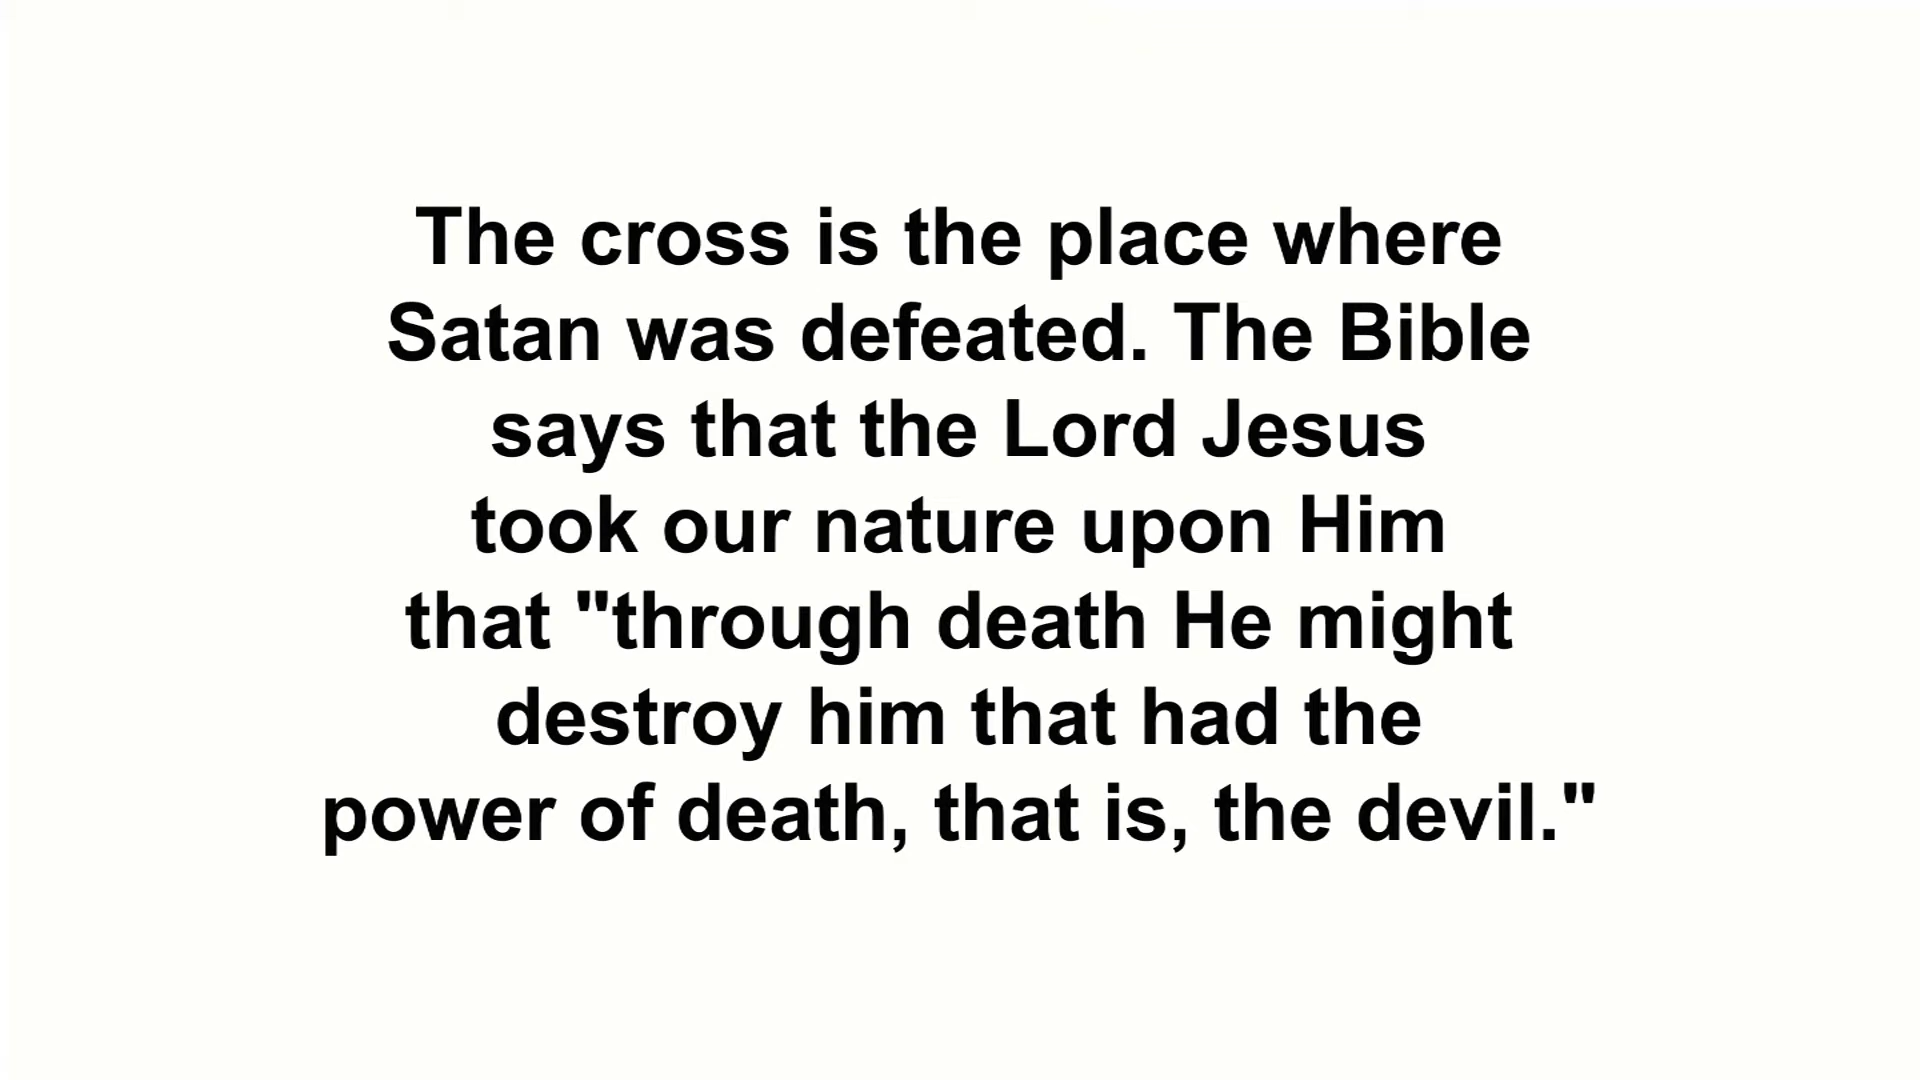 The cross is the place where
Satan was defeated. The Bible
says that the Lord Jesus
took our nature upon Him
that "through death He might
destroy him that had the
power of death, that is, the devil."